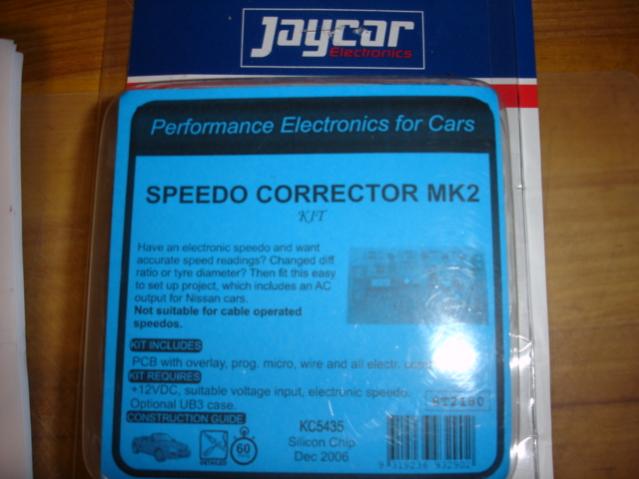 Jaycar
Electronics
Performance Electronics for Cars
SPEEDO CORRECTOR MK2
KIT
Have an electronic speedo and want
accurate speed readings? Changed diff
ratio or tyre diameter? Then fit this easy
to set up project, which includes an AC
output for Nissan cars.
Not suitable for cable operated
speedos.
KIT INCLUDES
PCB with overlay, prog. micro, wire and all electr.
KIT REQUIRES
+12VDC, suitable voltage input, electronic speedo.
Optional UB3 case.
CONSTRUCTION GUIDE
DETAILED
60
KC5435
Silicon Chip
Dec 2006
9 319236 932902